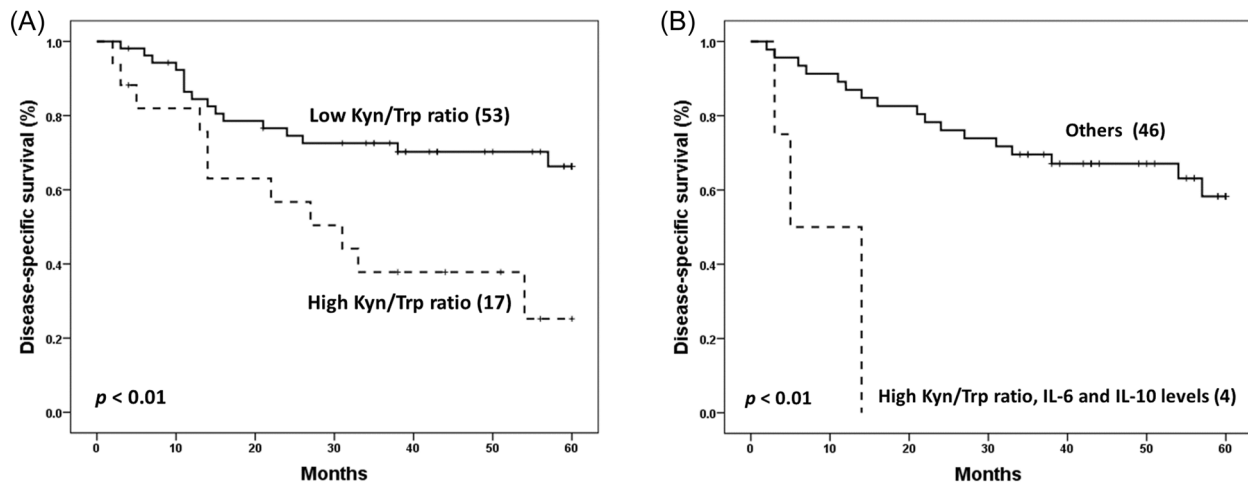 (A)
Disease-specific survival (%)
1.0
0.8
0.6
0.4
0.2
0.0
Low Kyn/Trp ratio (53)
High Kyn/Trp ratio (17)
p < 0.01
0 10 20 30 40 50 60
Months
(B)
Disease-specific survival (%)
1.0
0.8
0.6
0.4
0.2
0.0
Others (46)
High Kyn/Trp ratio, IL-6 and IL-10 levels (4)
p < 0.01
0 10 20 30 40 50 60
Months